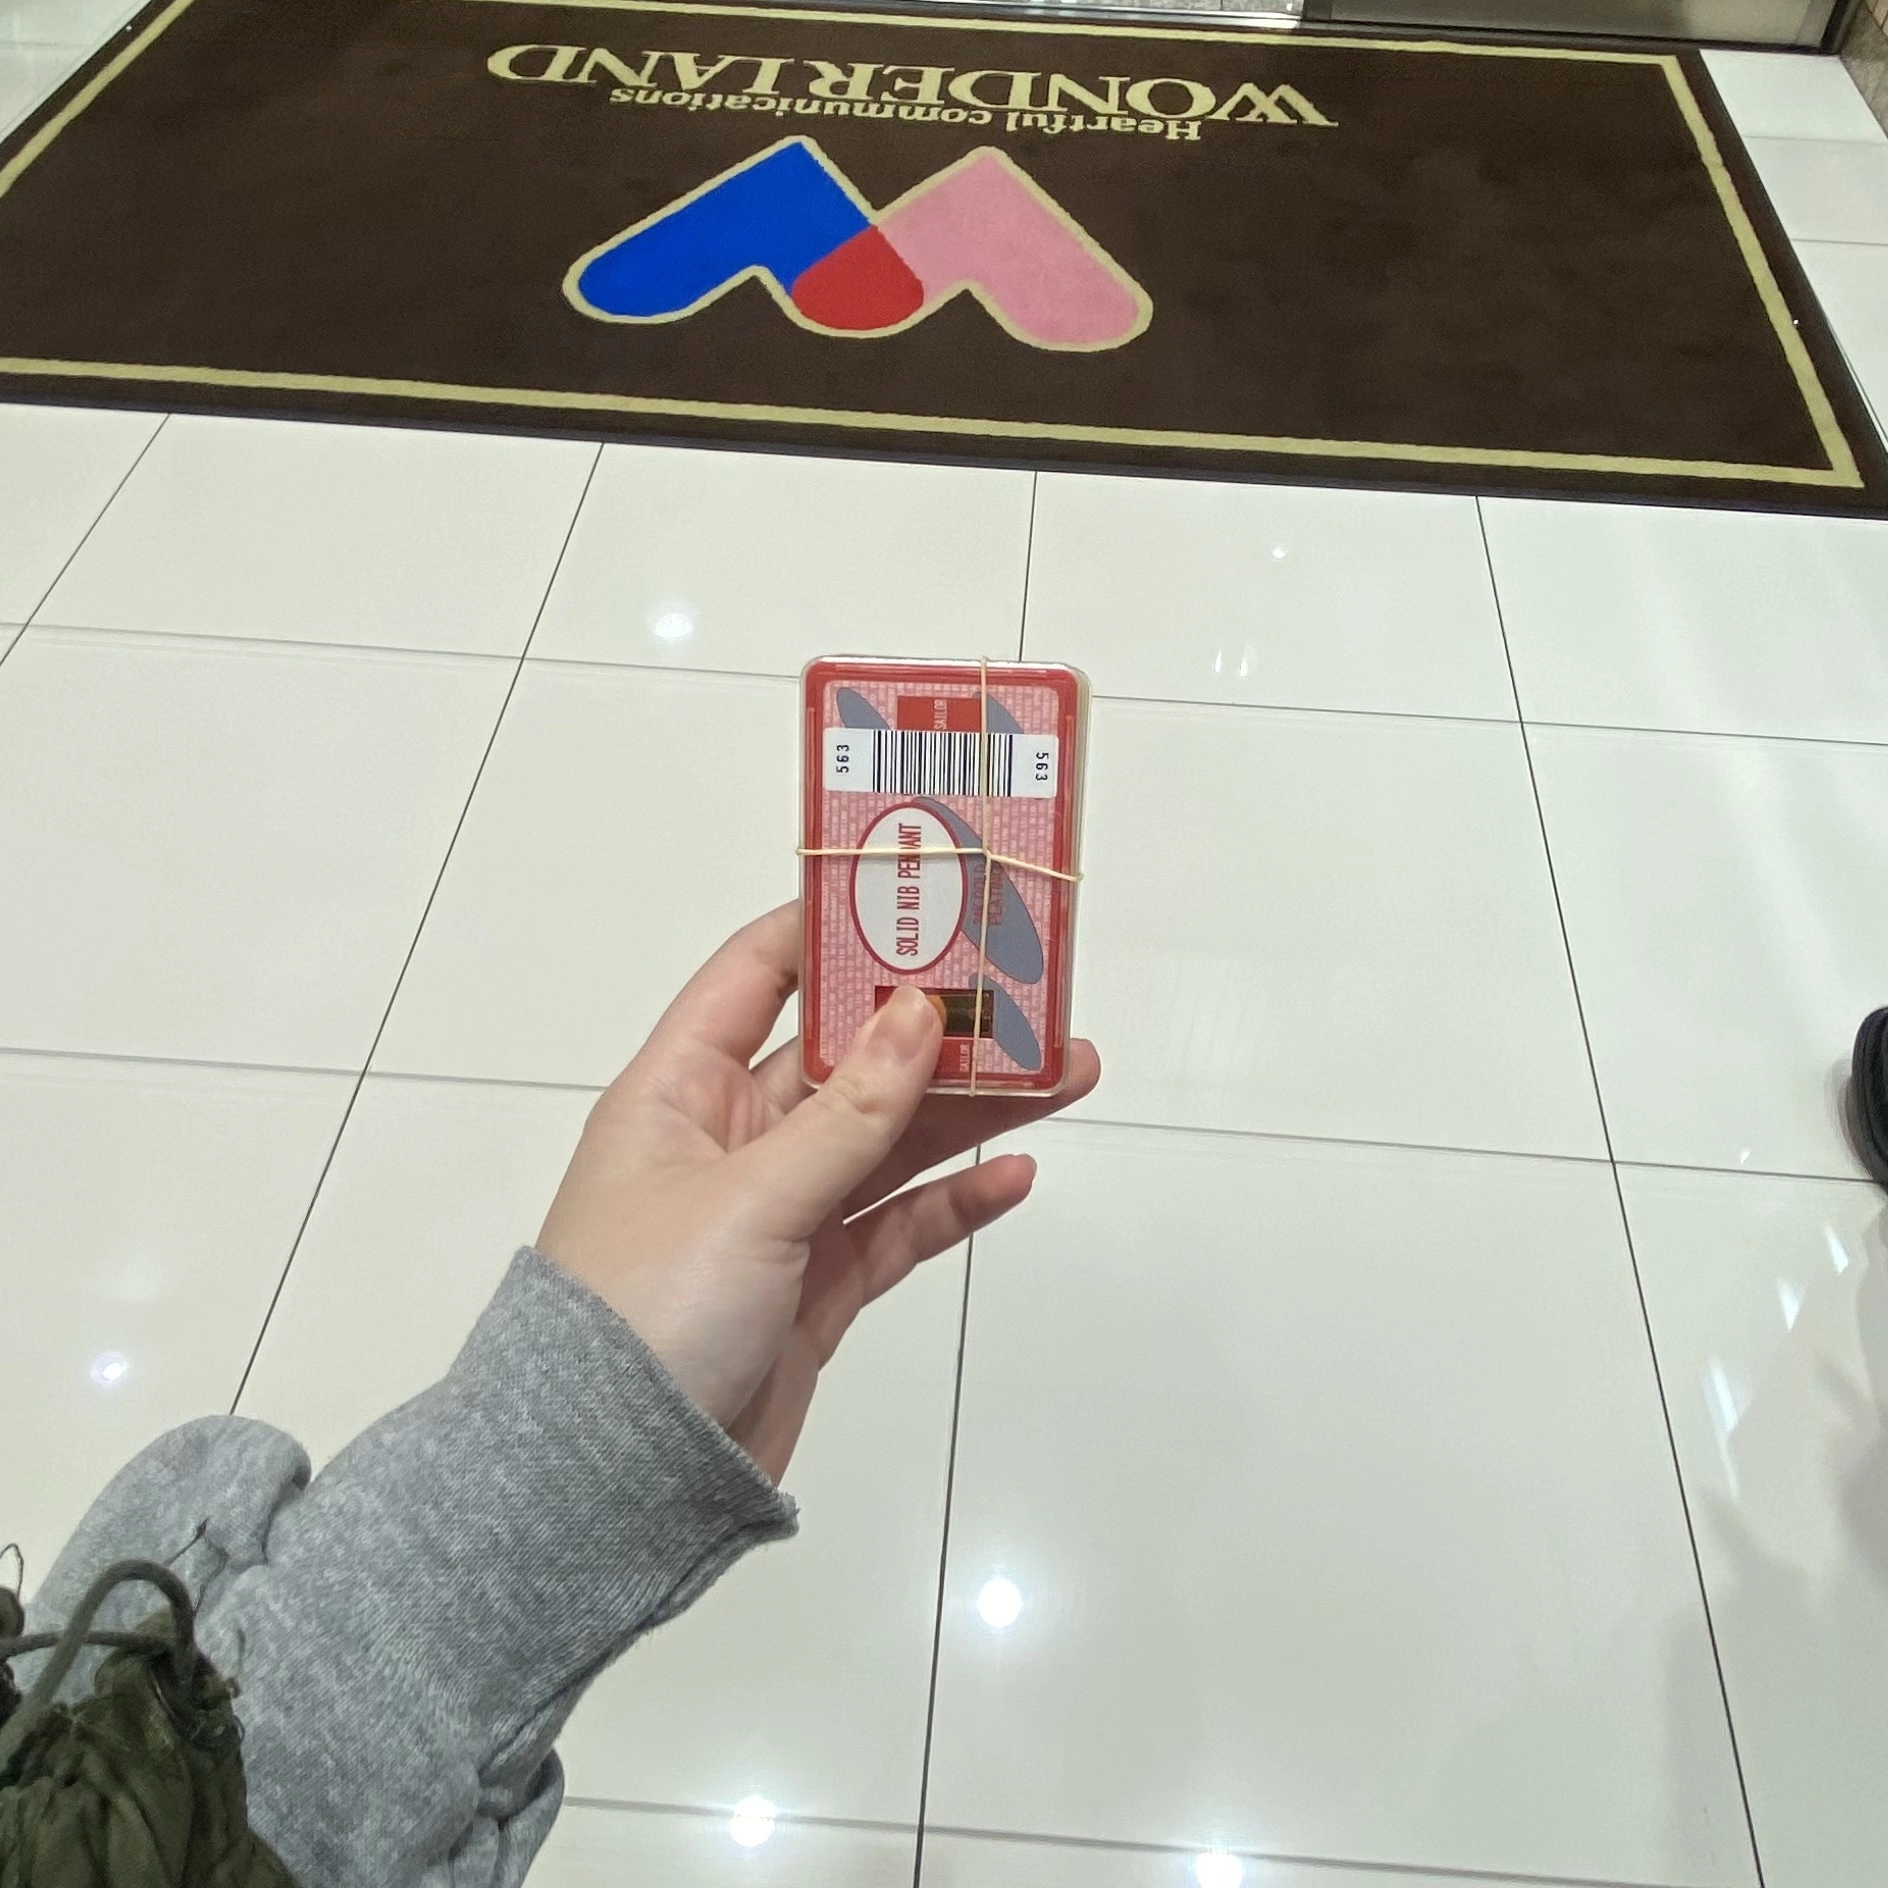 WONDERLAND
Heartful communications
SAILOR
563
563
SOLID NIB PENDANT
SAILOR